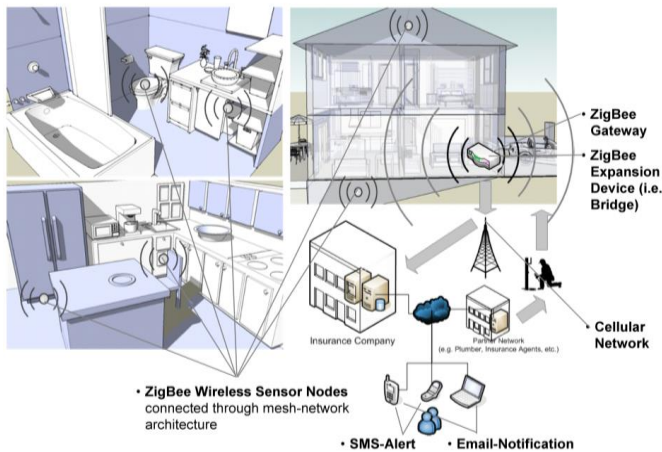 • ZigBee
Gateway
• ZigBee
Expansion
Device (i.e.
Bridge)
Insurance Company
Partner Network
(e.g. Plumber, Insurance Agents, etc.)
• Cellular
Network
• ZigBee Wireless Sensor Nodes
connected through mesh-network
architecture
• SMS-Alert
• Email-Notification